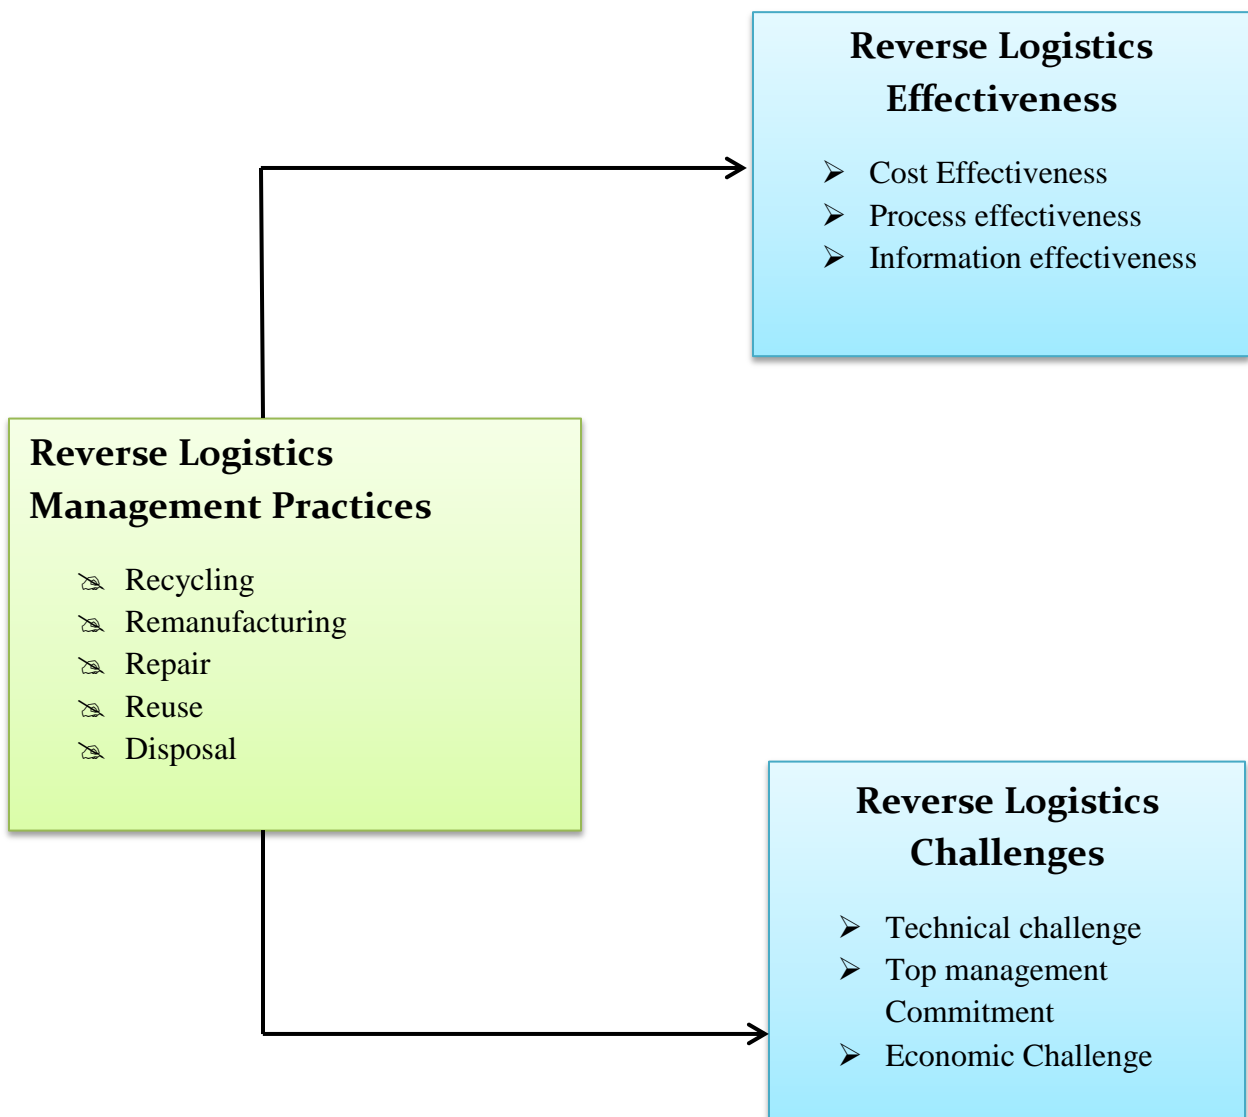 Reverse Logistics
Effectiveness
➢ Cost Effectiveness
➢ Process effectiveness
➢ Information effectiveness
Reverse Logistics
Management Practices
Recycling
Remanufacturing
Repair
Reuse
Disposal
Reverse Logistics
Challenges
➢ Technical challenge
➢ Top management
Commitment
➢ Economic Challenge